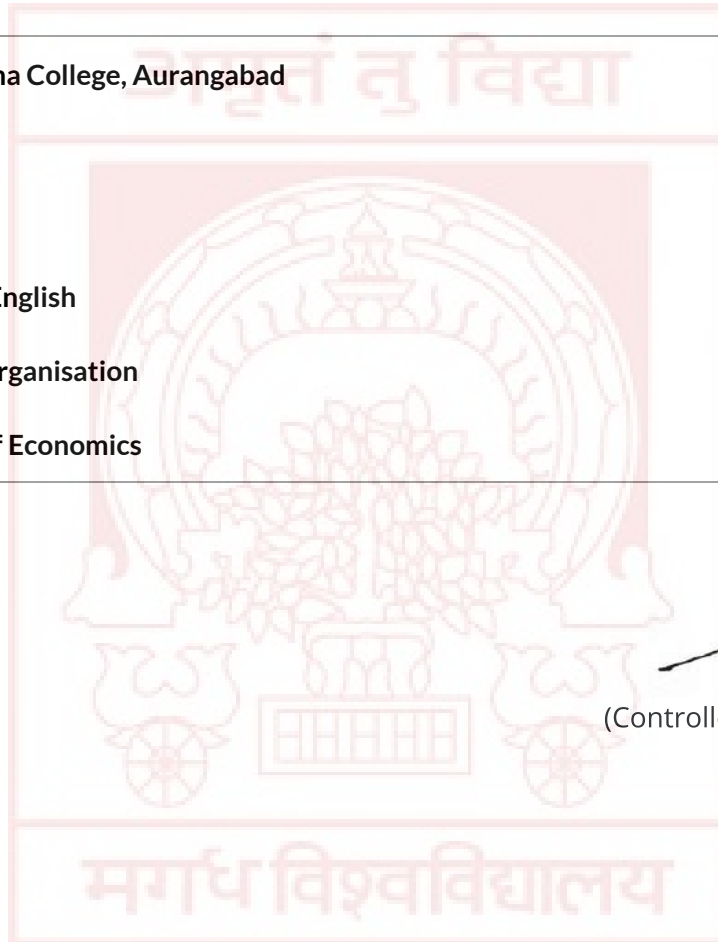 अमृतं तु विद्या
na College, Aurangabad
English
rganisation
f Economics
(Controll
मगध विश्वविद्यालय